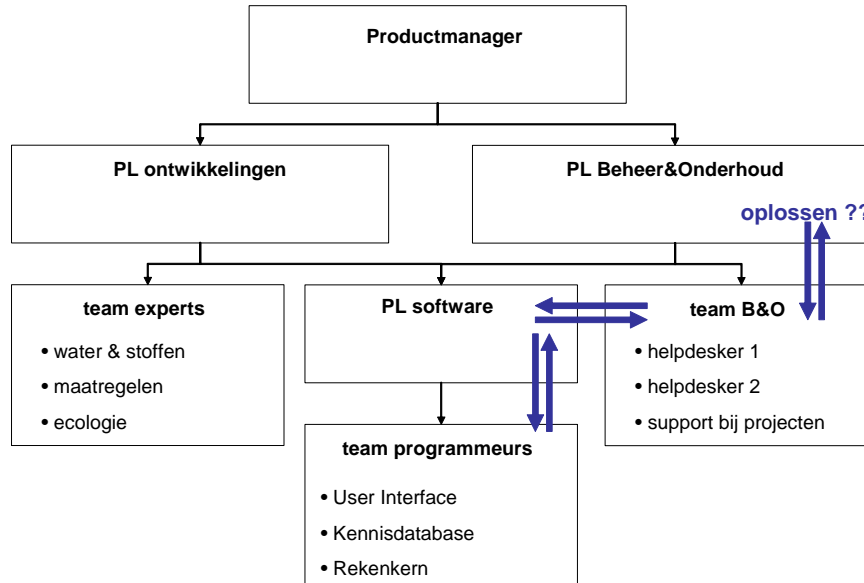 Productmanager
PL ontwikkelingen
PL Beheer&Onderhoud
oplossen ??
team experts
• water & stoffen
• maatregelen
• ecologie
PL software
team B&O
• helpdesker 1
• helpdesker 2
• support bij projecten
team programmeurs
• User Interface
• Kennisdatabase
• Rekenkern